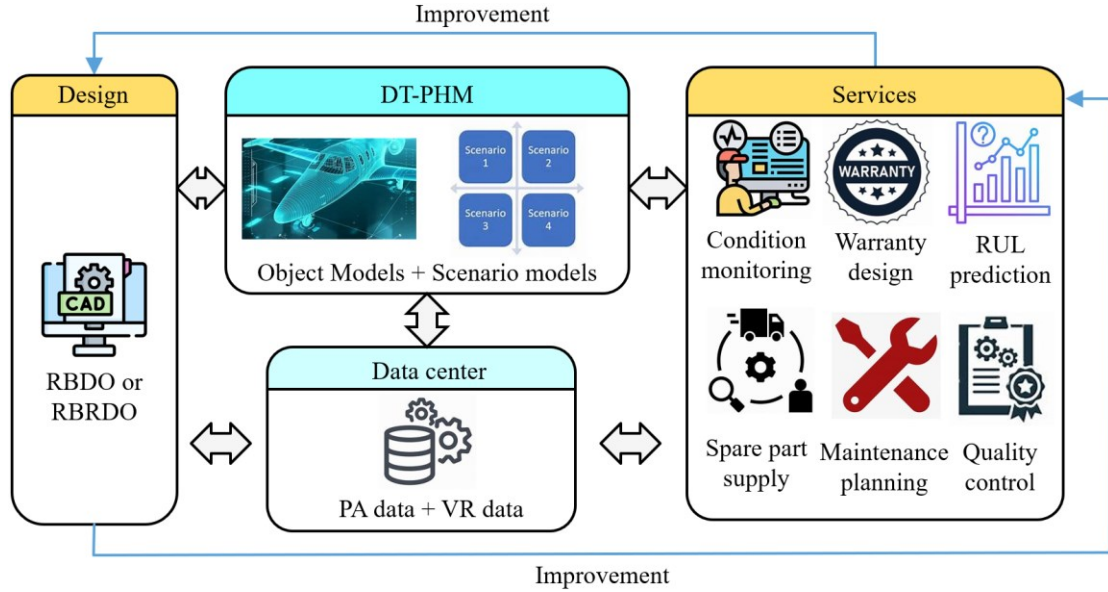 Improvement
Design
DT-PHM
Services
Scenario
1
Scenario
2
Scenario
3
Scenario
4
Object Models + Scenario models
CAD
RBDO or
RBRDO
Data center
PA data + VR data
WARRANTY
?
Condition
monitoring
Warranty
design
RUL
prediction
Spare part
supply
Maintenance
planning
Quality
control
Improvement